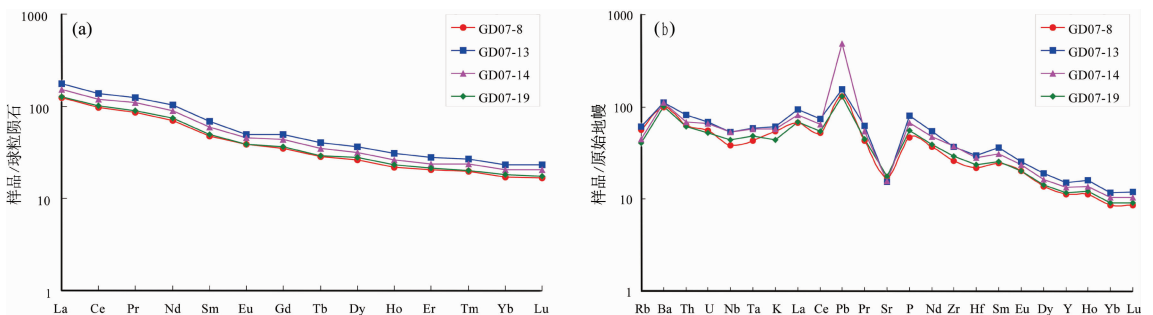 (a)
样品/球粒陨石
1000
100
10
1
GD07-8
GD07-13
GD07-14
GD07-19
La Ce Pr Nd Sm Eu Gd Tb Dy Ho Er Tm Yb Lu
(b)
样品/原始地幔
1000
100
10
1
GD07-8
GD07-13
GD07-14
GD07-19
Rb Ba Th U Nb Ta K La Ce Pb Pr Sr P Nd Zr Hf Sm Eu Dy Y Ho Yb Lu